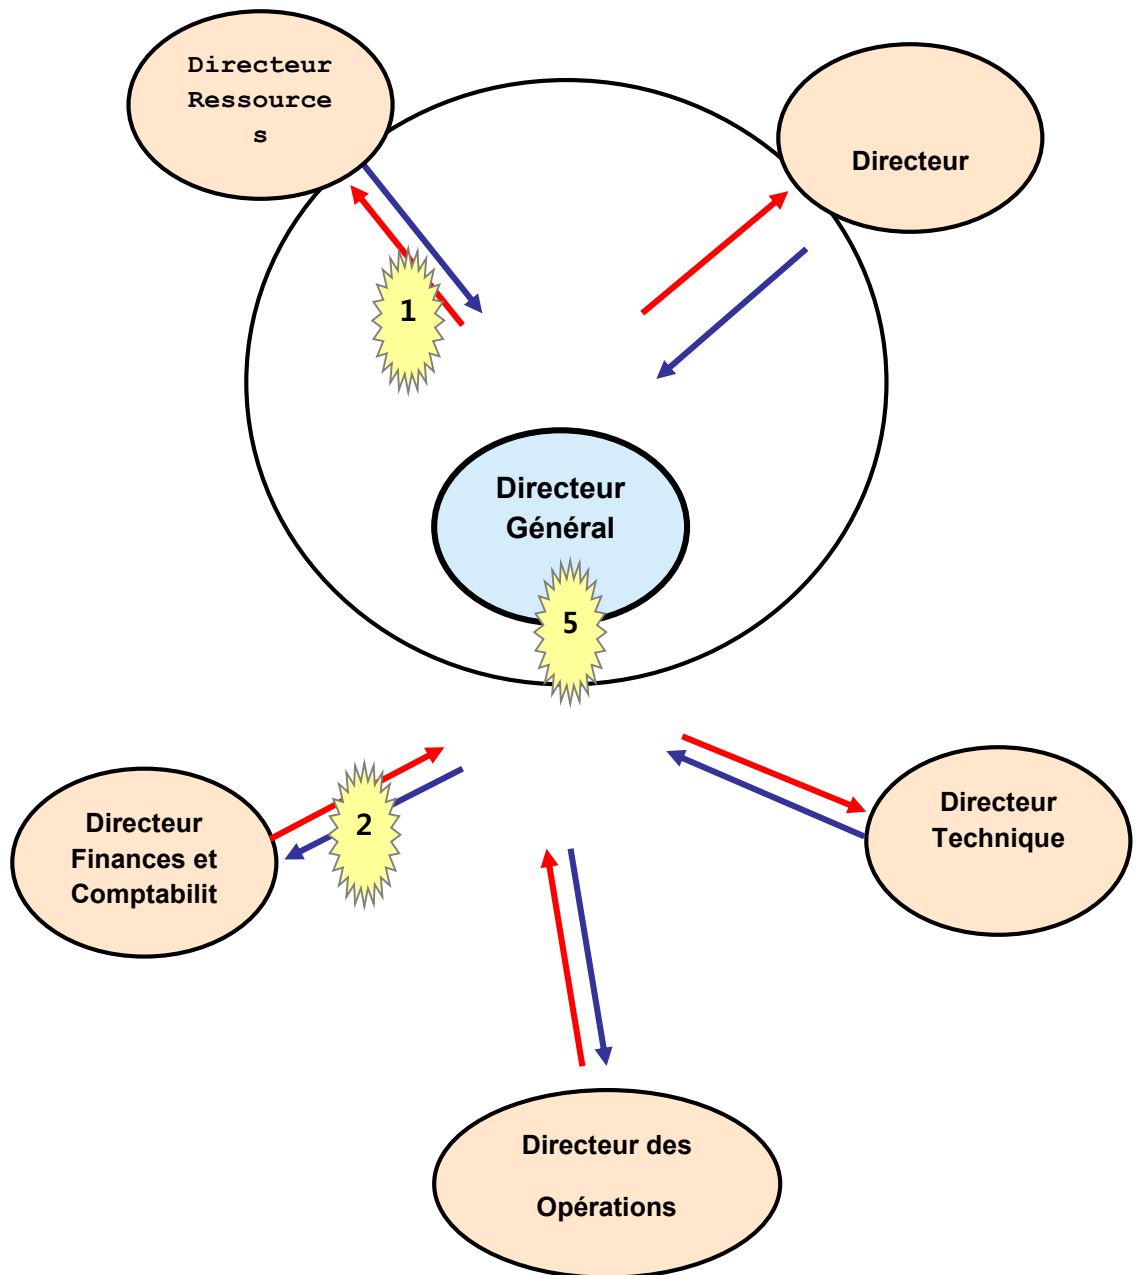 Directeur
Ressource
s
Directeur
1
Directeur
Général
5
Directeur
Finances et
Comptabilit
2
Directeur
Technique
Directeur des
Opérations